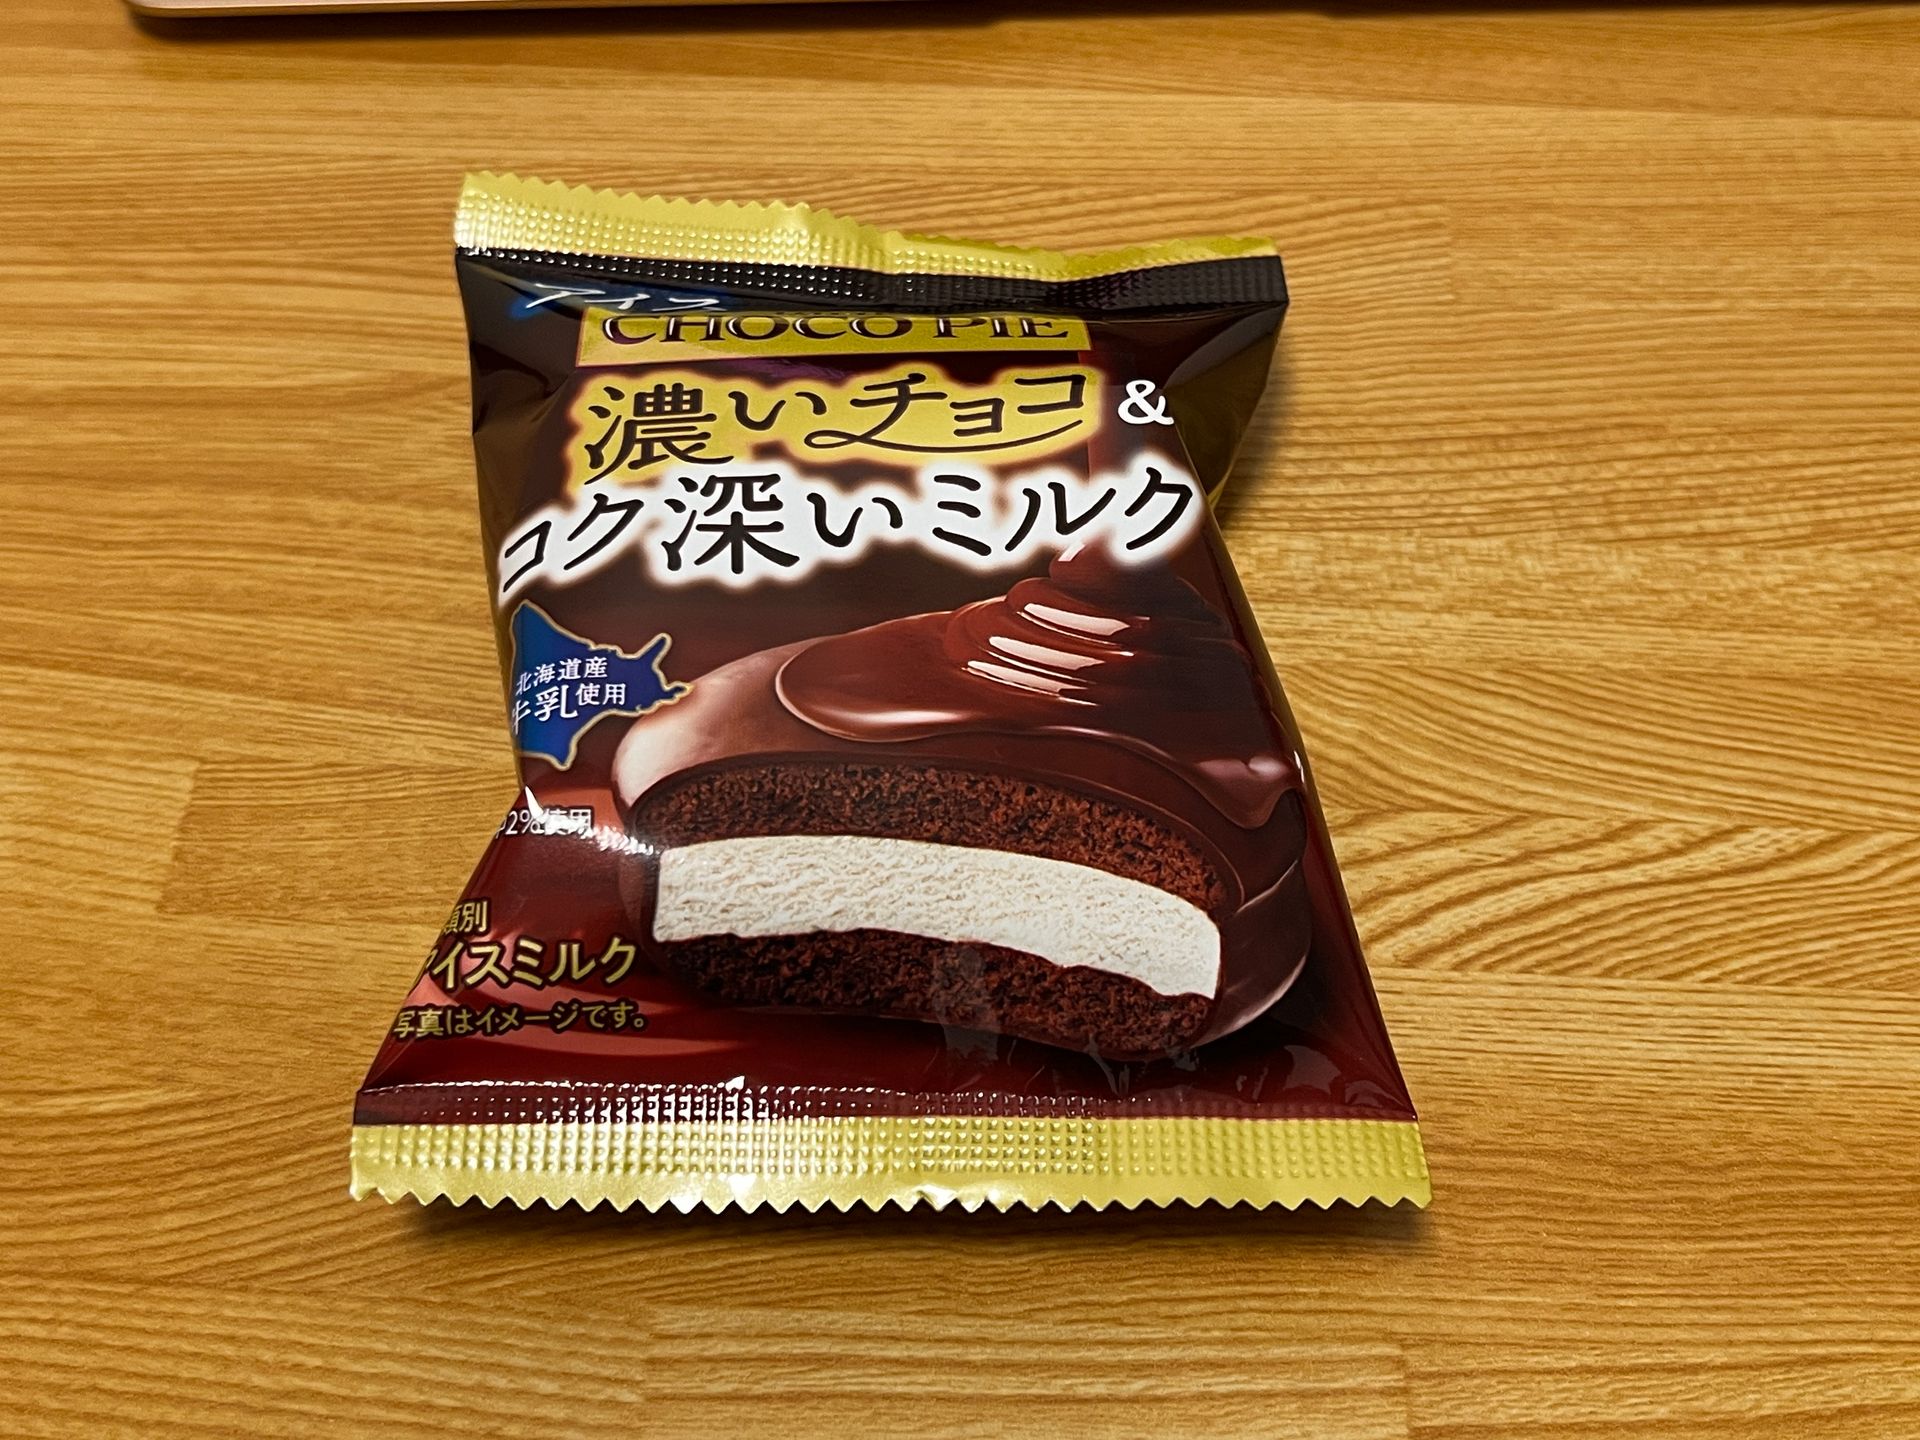 アイス
CHOCO PIE
濃いチョコ &
コク深いミルク
北海道産
牛乳使用
2%使用
類別
アイスミルク
写真はイメージです。